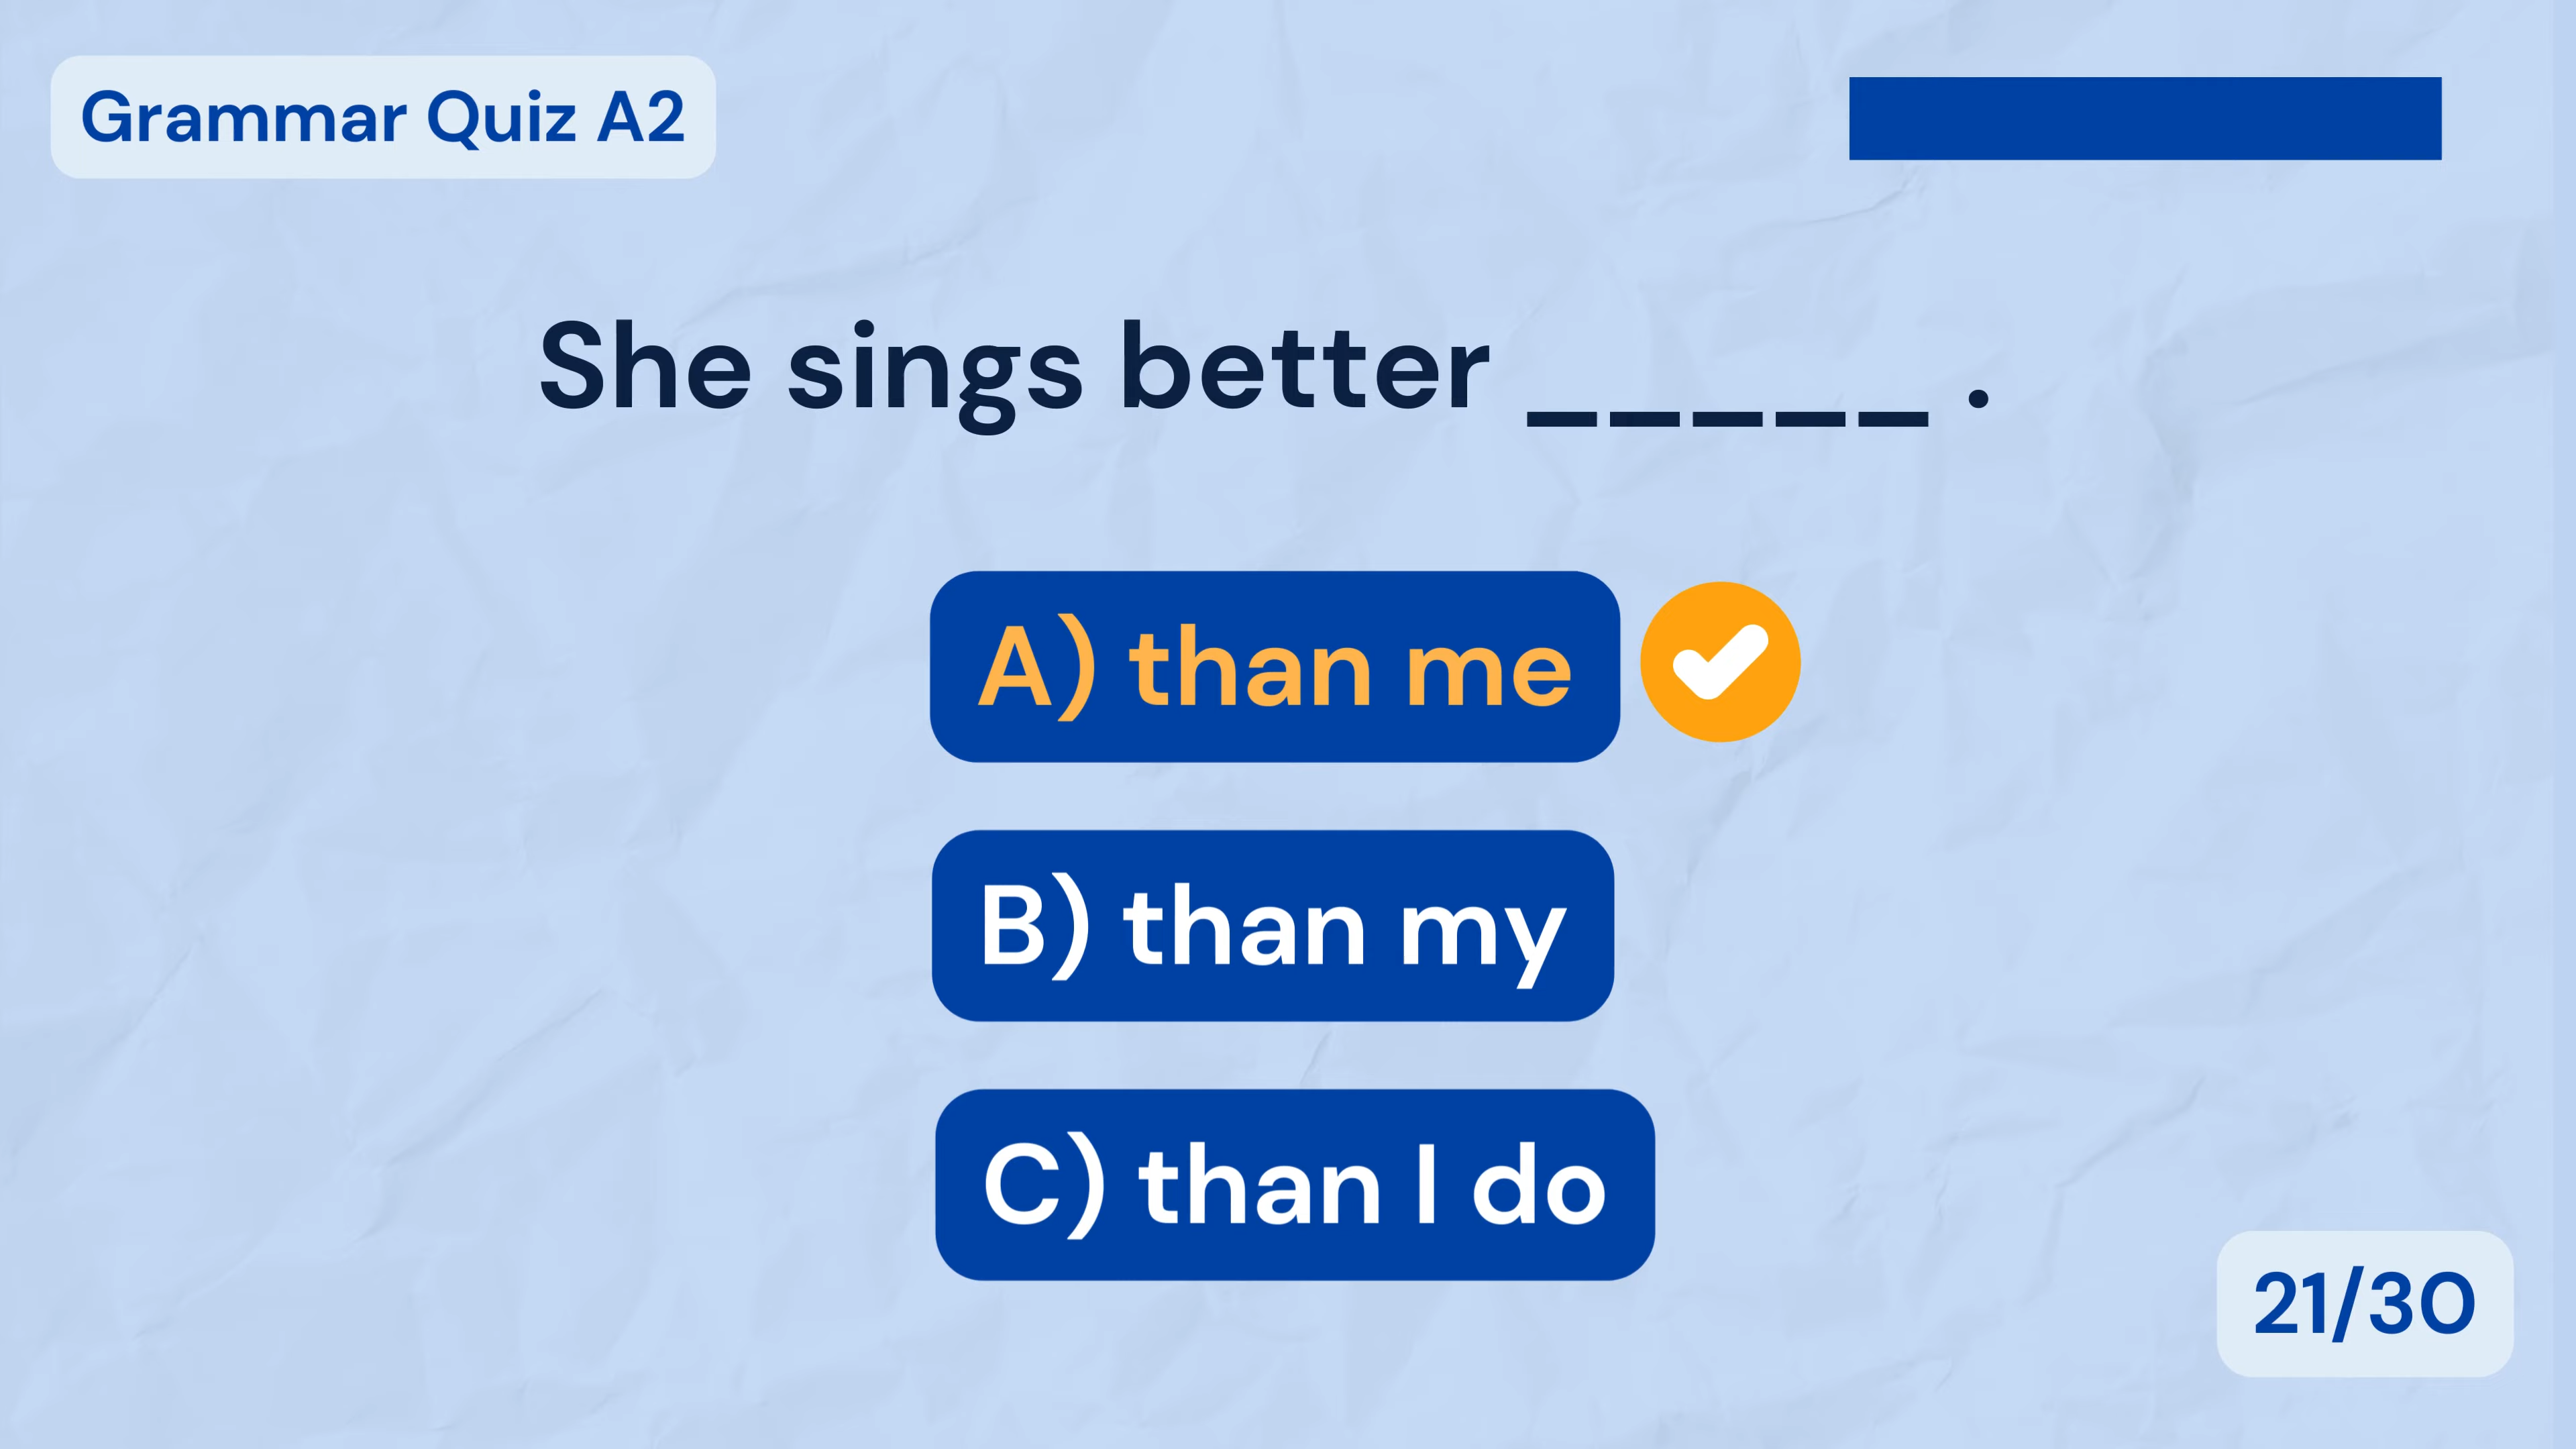 Grammar Quiz A2
She sings better _____ .
A) than me
B) than my
C) than I do
21/30